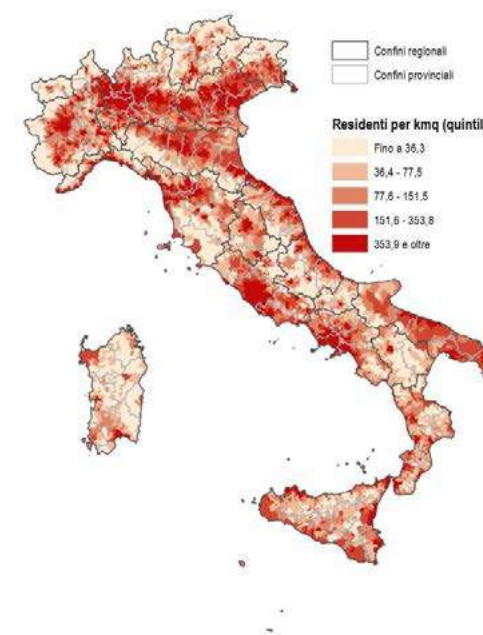 Confini regionali
Confini provinciali
Residenti per kmq (quintil
Fino a 36,3
36,4 - 77,5
77,6 - 151,5
151,6 - 353,8
353,9 e oltre